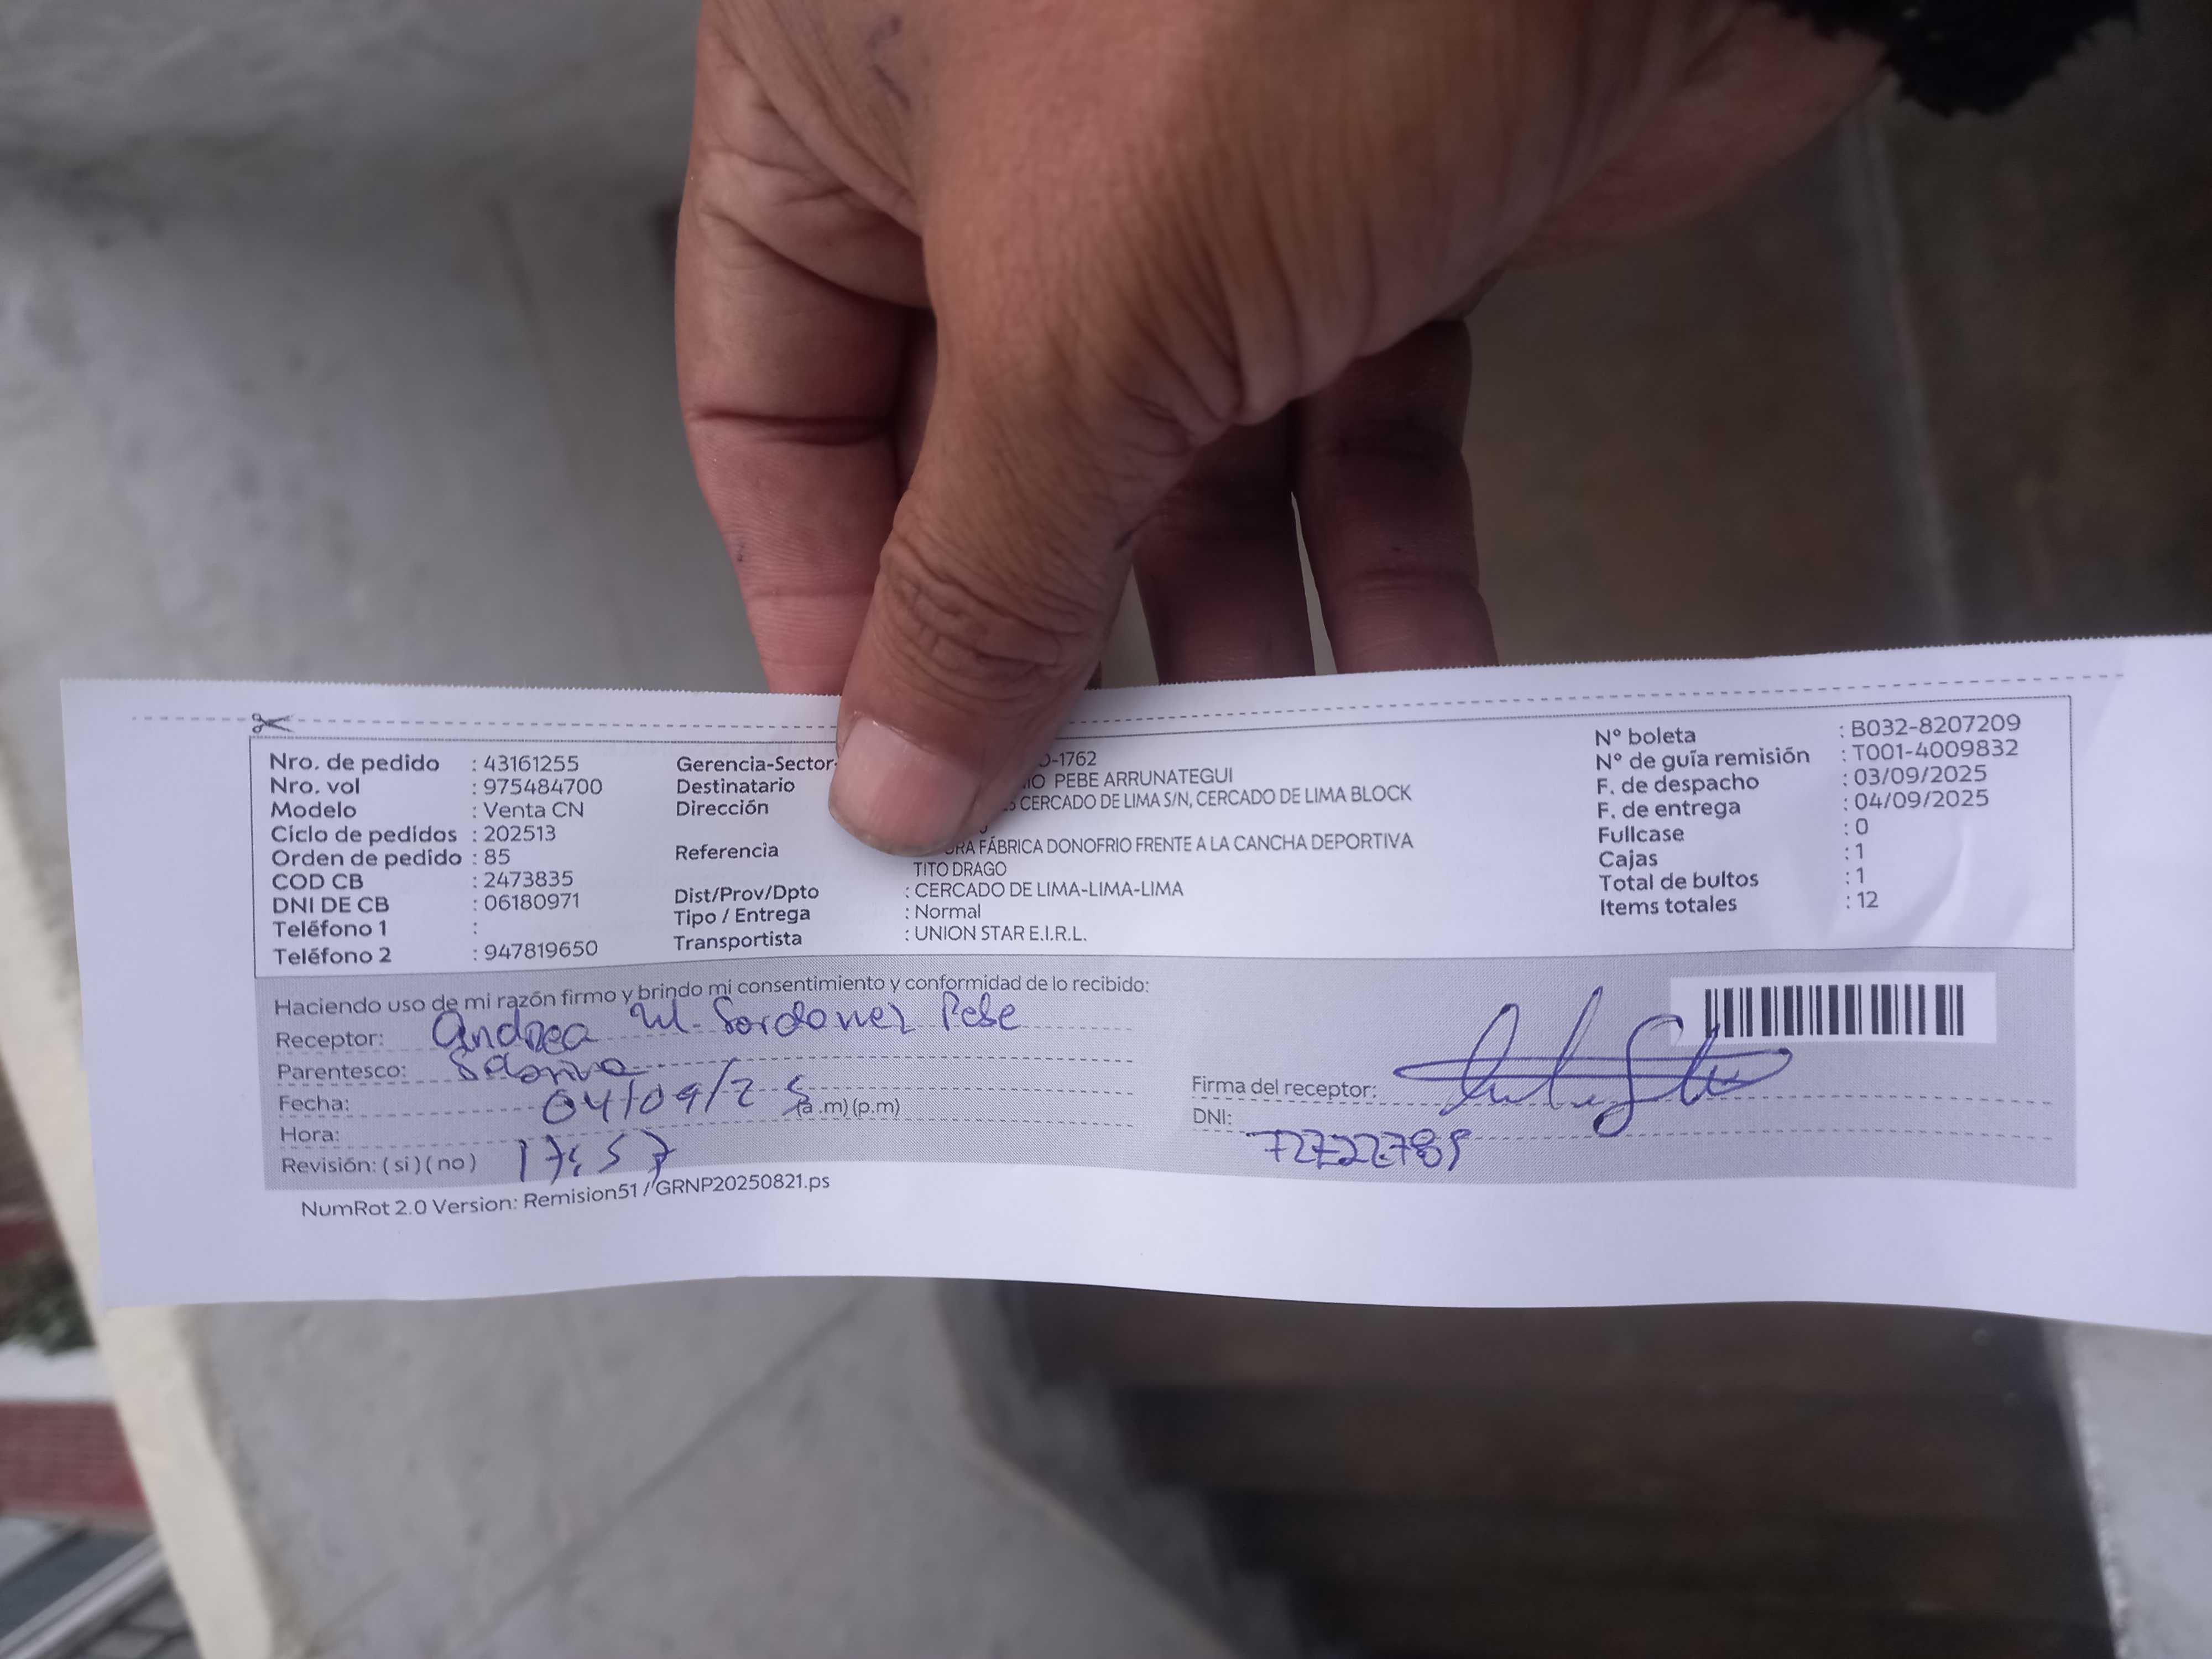 Nro. de pedido : 43161255
Nro. vol : 975484700
Modelo : Venta CN
Ciclo de pedidos : 202513
Orden de pedido : 85
COD CB : 2473835
DNI DE CB : 06180971
Teléfono 1 :
Teléfono 2 : 947819650
Gerencia-Sector -1762
Destinatario PEBE ARRUNATEGUI
Dirección CERCADO DE LIMA S/N, CERCADO DE LIMA BLOCK
Referencia FÁBRICA DONOFRIO FRENTE A LA CANCHA DEPORTIVA
TITO DRAGO
Dist/Prov/Dpto : CERCADO DE LIMA-LIMA-LIMA
Tipo / Entrega : Normal
Transportista : UNION STAR E.I.R.L.
N° boleta : B032-8207209
N° de guía remisión : T001-4009832
F. de despacho : 03/09/2025
F. de entrega : 04/09/2025
Fullcase : 0
Cajas : 1
Total de bultos : 1
Items totales : 12
Haciendo uso de mi razón firmo y brindo mi consentimiento y conformidad de lo recibido:
Receptor: Andrea M. Pebe
Parentesco:
Fecha: 04/09/25
Hora: (a.m) (p.m)
Revisión: ( si ) ( no ) 17:57
Firma del receptor:
DNI: 72722789
NumRot 2.0 Version: Remision51 / GRNP20250821.ps